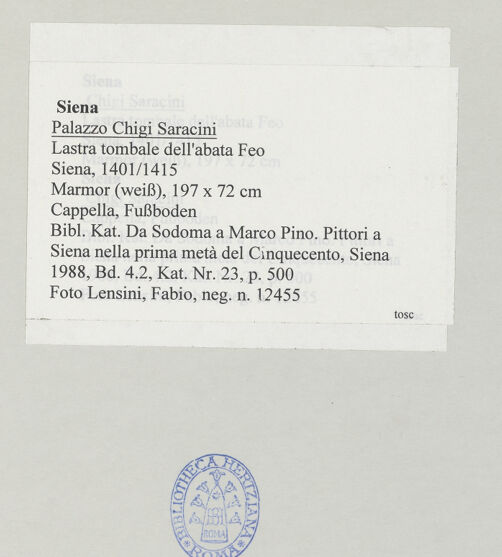 Siena
Palazzo Chigi Saracini
Lastra tombale dell'abata Feo
Siena, 1401/1415
Marmor (weiß), 197 x 72 cm
Cappella, Fußboden
Bibl. Kat. Da Sodoma a Marco Pino. Pittori a
Siena nella prima metà del Cinquecento, Siena
1988, Bd. 4.2, Kat. Nr. 23, p. 500
Foto Lensini, Fabio, neg. n. 12455
tosc
BIBLIOTHECA HERTZIANA
ROMA
ROMA